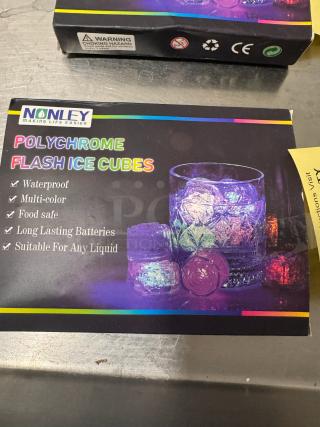 WARNING
CHOKING HAZARD
CE
NONLEY
MAKING LIFE EASIER
POLYCHROME
FLASH ICE CUBES
✓ Waterproof
✓ Multi-color
✓ Food safe
✓ Long Lasting Batteries
✓ Suitable For Any Liquid